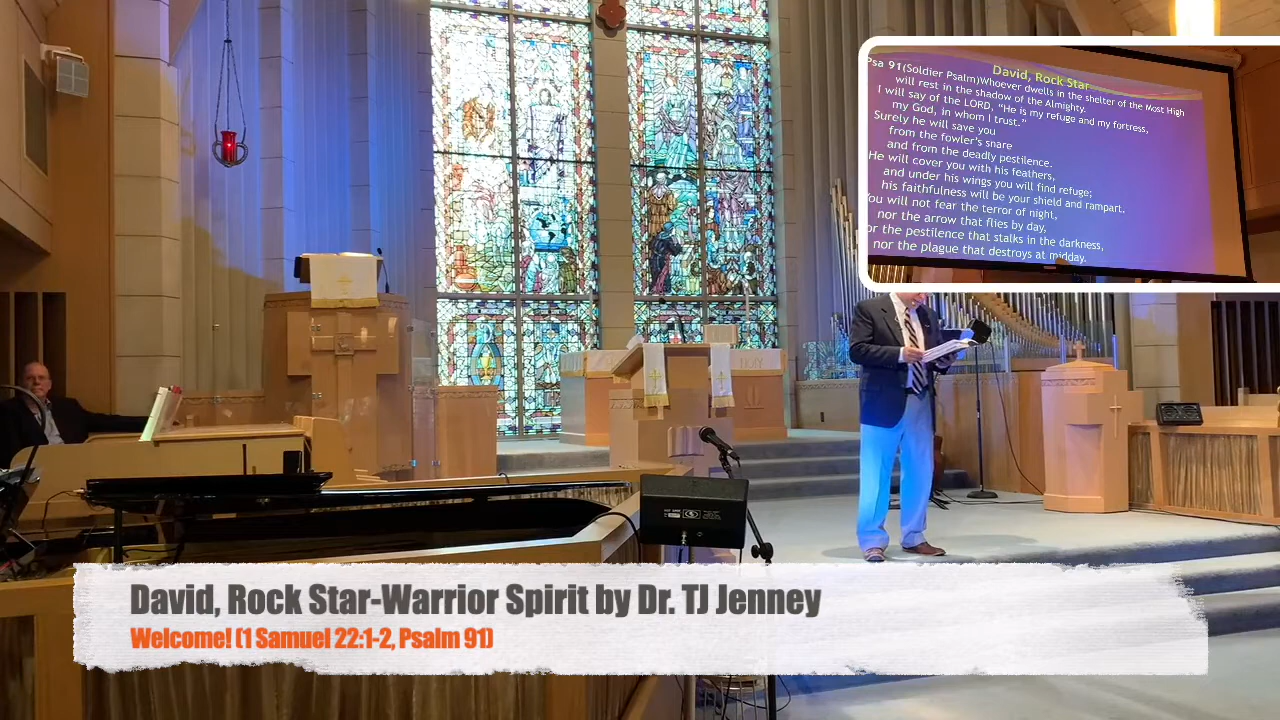 David, Rock Star
Psa 91(Soldier Psalm)Whoever dwells in the shelter of the Most High
will rest in the shadow of the Almighty.
I will say of the LORD, “He is my refuge and my fortress,
my God, in whom I trust.”
Surely he will save you
from the fowler’s snare
and from the deadly pestilence.
He will cover you with his feathers,
and under his wings you will find refuge;
his faithfulness will be your shield and rampart.
You will not fear the terror of night,
nor the arrow that flies by day,
or the pestilence that stalks in the darkness,
nor the plague that destroys at midday.
David, Rock Star-Warrior Spirit by Dr. TJ Jenney
Welcome! (1 Samuel 22:1-2, Psalm 91)